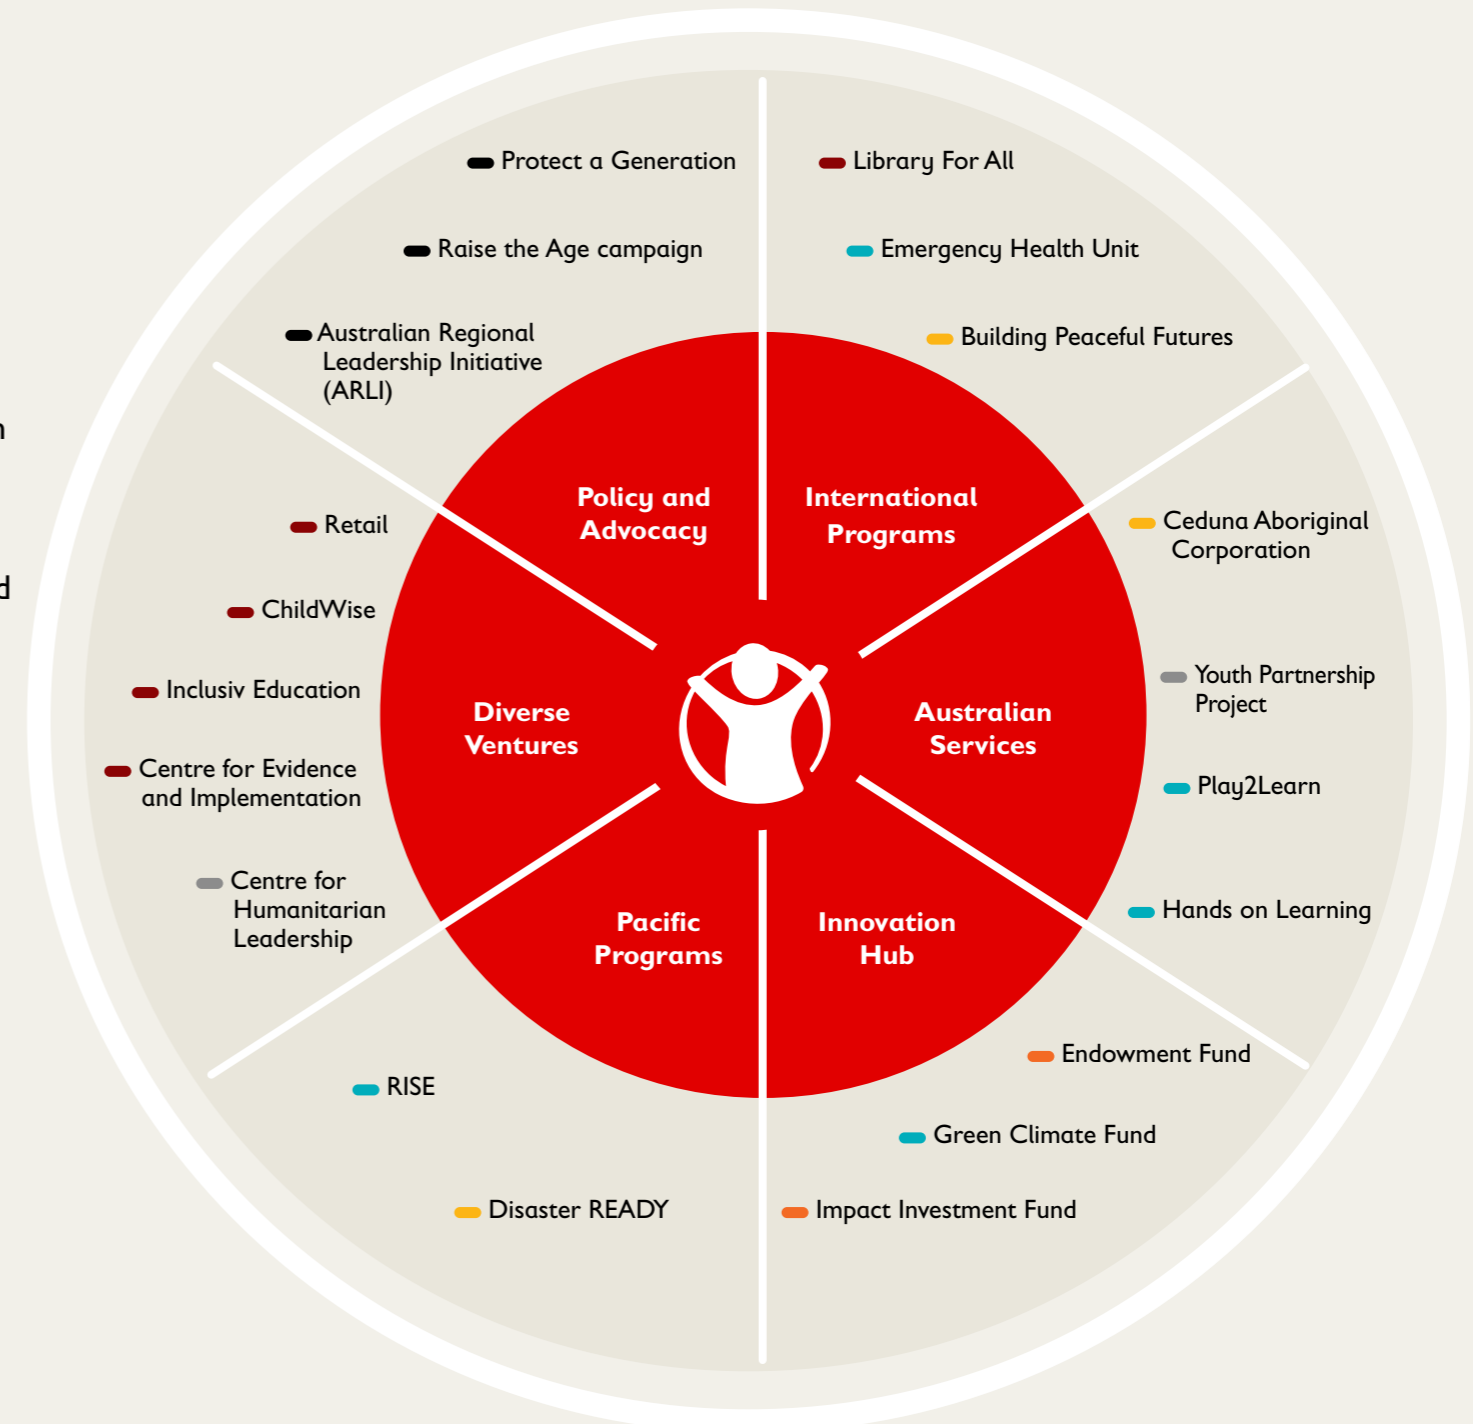 Protect a Generation
Raise the Age campaign
Australian Regional
Leadership Initiative
(ARLI)
Library For All
Emergency Health Unit
Building Peaceful Futures
Policy and
Advocacy
International
Programs
Retail
ChildWise
Inclusiv Education
Centre for Evidence
and Implementation
Centre for
Humanitarian
Leadership
Diverse
Ventures
Australian
Services
Ceduna Aboriginal
Corporation
Youth Partnership
Project
Play2Learn
Hands on Learning
Pacific
Programs
Innovation
Hub
RISE
Disaster READY
Endowment Fund
Green Climate Fund
Impact Investment Fund